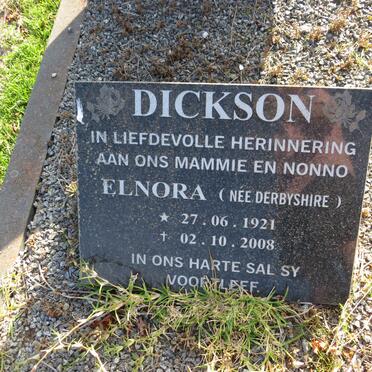 DICKSON
IN LIEFDEVOLLE HERINNERING
AAN ONS MAMMIE EN NONNO
ELNORA (NÉE DERBYSHIRE)
★ 27.06.1921
✝ 02.10.2008
IN ONS HARTE SAL SY
VOORTLEEF